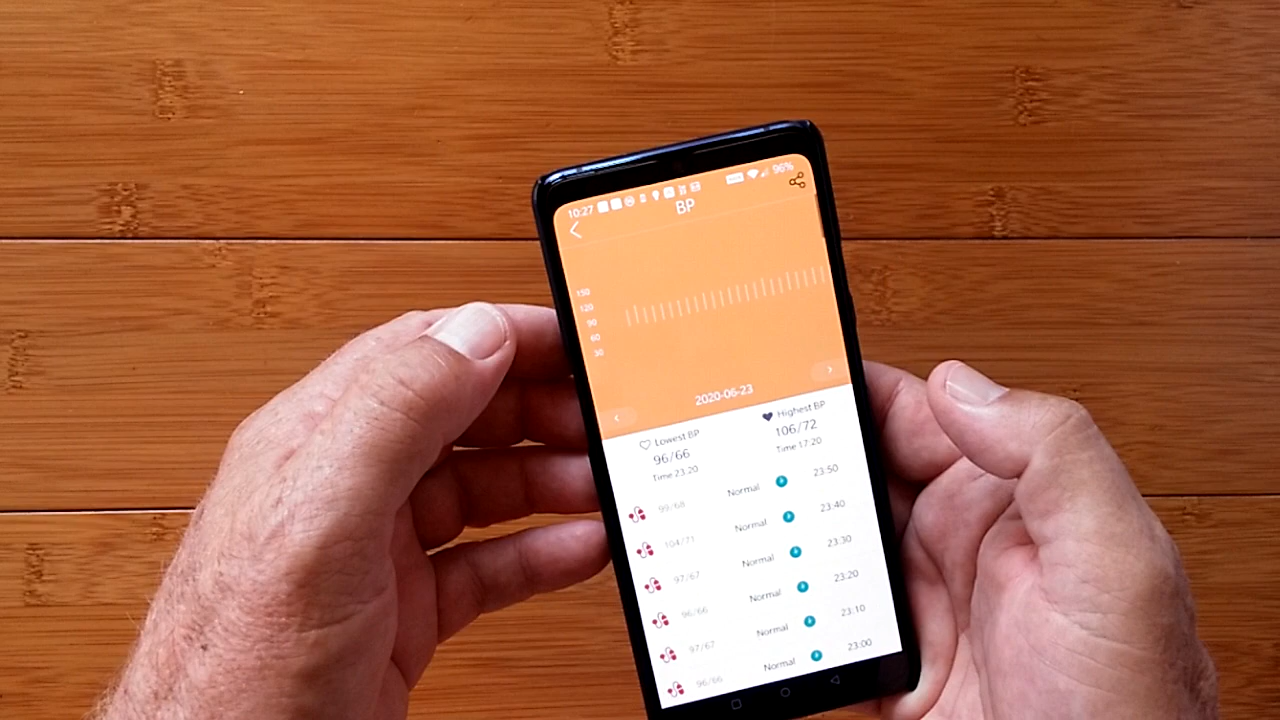 10:27 96%
BP
150
120
90
60
30
2020-06-23
Lowest BP Highest BP
96/66 106/72
Time 23:20 Time 17:20
99/68 Normal 23:50
104/71 Normal 23:40
97/67 Normal 23:30
96/66 Normal 23:20
97/67 Normal 23:10
96/66 Normal 23:00